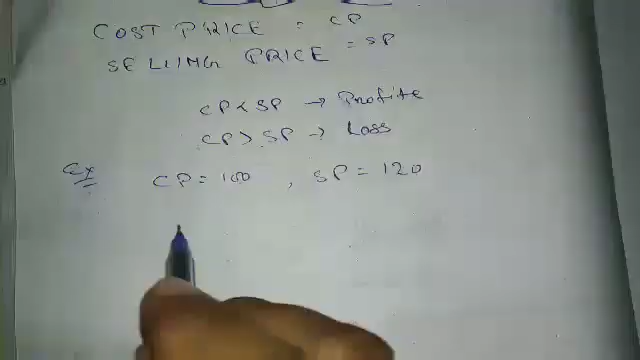 COST PRICE = CP
SELLING PRICE = SP
CP < SP → Profite
CP > SP → Loss
Ex CP = 100 , SP = 120